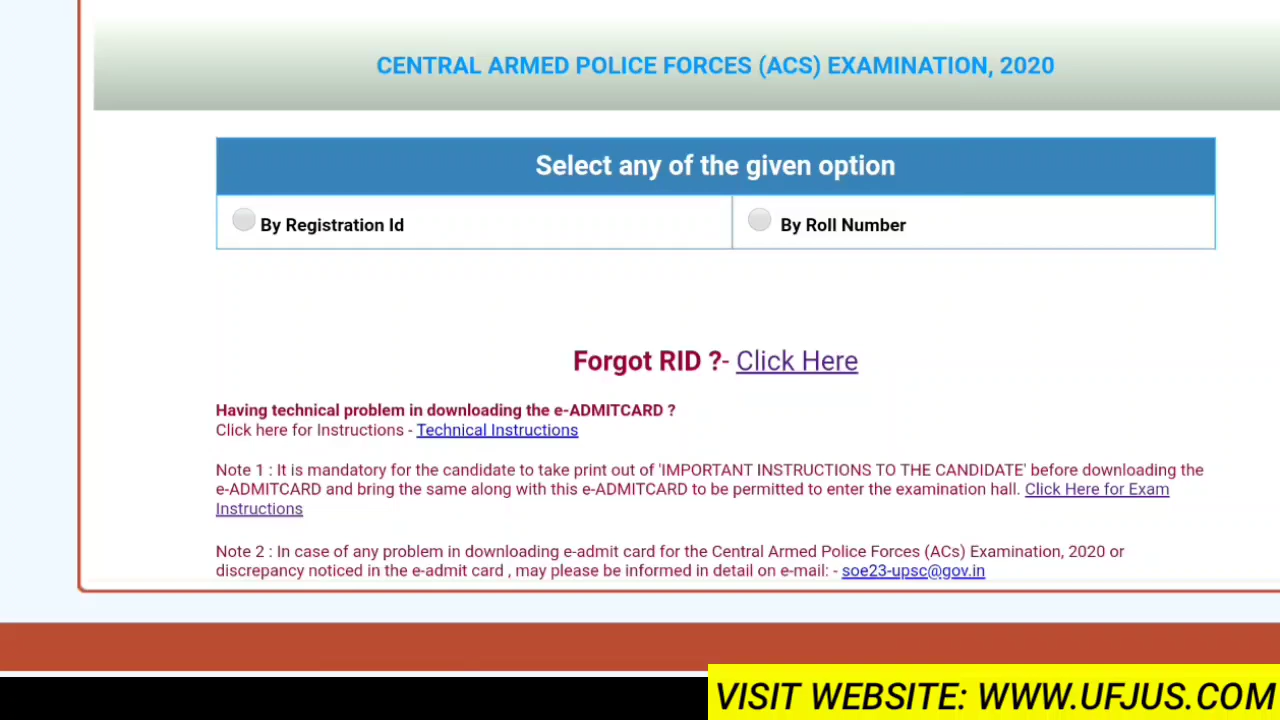 CENTRAL ARMED POLICE FORCES (ACS) EXAMINATION, 2020
Select any of the given option
By Registration Id
By Roll Number
Forgot RID ?- Click Here
Having technical problem in downloading the e-ADMITCARD ?
Click here for Instructions - Technical Instructions
Note 1 : It is mandatory for the candidate to take print out of 'IMPORTANT INSTRUCTIONS TO THE CANDIDATE' before downloading the
e-ADMITCARD and bring the same along with this e-ADMITCARD to be permitted to enter the examination hall. Click Here for Exam
Instructions
Note 2 : In case of any problem in downloading e-admit card for the Central Armed Police Forces (ACs) Examination, 2020 or
discrepancy noticed in the e-admit card , may please be informed in detail on e-mail: - soe23-upsc@gov.in
VISIT WEBSITE: WWW.UFJUS.COM